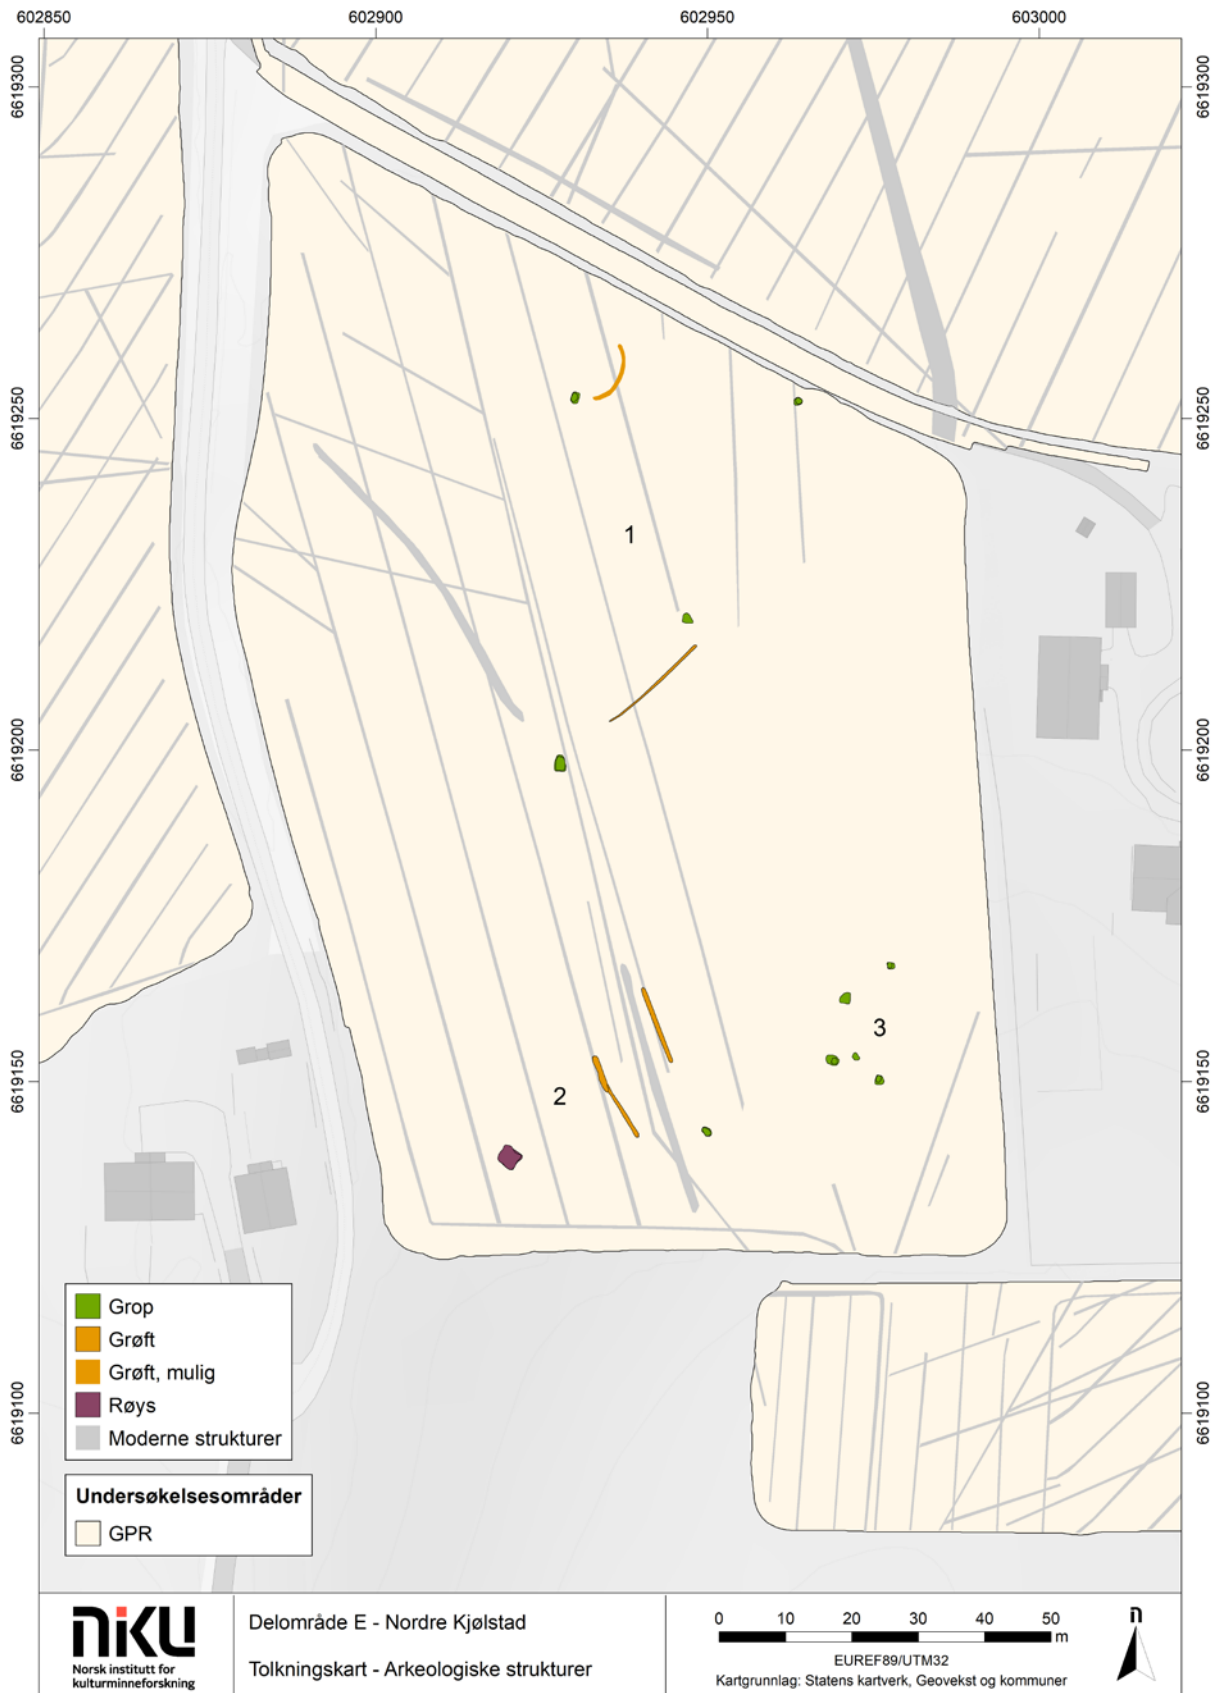 602850
602900
602950
603000
6619300
6619300
6619250
6619250
1
6619200
6619200
3
6619150
6619150
2
Grop
Grøft
Grøft, mulig
Røys
Moderne strukturer
6619100
6619100
Undersøkelsesområder
GPR
NIKU
Norsk institutt for
kulturminneforskning
Delområde E - Nordre Kjølstad
Tolkningskart - Arkeologiske strukturer
0 10 20 30 40 50
m
EUREF89/UTM32
Kartgrunnlag: Statens kartverk, Geovekst og kommuner
n